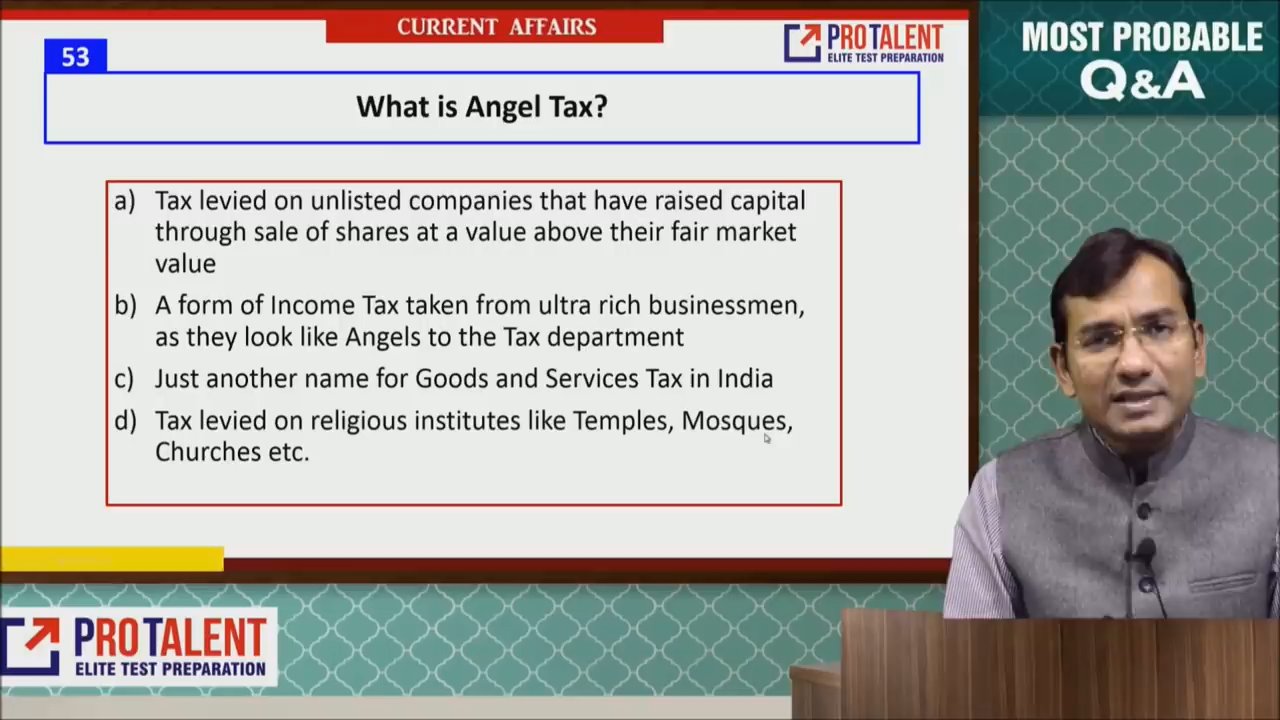 CURRENT AFFAIRS
PROTALENT
ELITE TEST PREPARATION
MOST PROBABLE
Q&A
53
What is Angel Tax?
a) Tax levied on unlisted companies that have raised capital
through sale of shares at a value above their fair market
value
b) A form of Income Tax taken from ultra rich businessmen,
as they look like Angels to the Tax department
c) Just another name for Goods and Services Tax in India
d) Tax levied on religious institutes like Temples, Mosques,
Churches etc.
PROTALENT
ELITE TEST PREPARATION